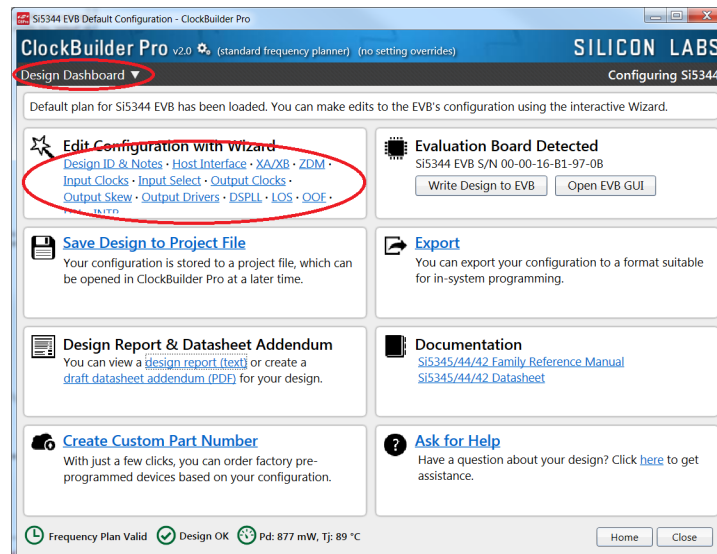 Si5344 EVB Default Configuration - ClockBuilder Pro
ClockBuilder Pro v2.0 (standard frequency planner) (no setting overrides)
SILICON LABS
Design Dashboard ▼
Configuring Si5344
Default plan for Si5344 EVB has been loaded. You can make edits to the EVB's configuration using the interactive Wizard.
Edit Configuration with Wizard
Design ID & Notes · Host Interface · XA/XB · ZDM ·
Input Clocks · Input Select · Output Clocks ·
Output Skew · Output Drivers · DSPLL · LOS · OOF ·
INTR
Evaluation Board Detected
Si5344 EVB S/N 00-00-16-B1-97-0B
Write Design to EVB
Open EVB GUI
Save Design to Project File
Your configuration is stored to a project file, which can
be opened in ClockBuilder Pro at a later time.
Export
You can export your configuration to a format suitable
for in-system programming.
Design Report & Datasheet Addendum
You can view a design report (text) or create a
draft datasheet addendum (PDF) for your design.
Documentation
Si5345/44/42 Family Reference Manual
Si5345/44/42 Datasheet
Create Custom Part Number
With just a few clicks, you can order factory pre-
programmed devices based on your configuration.
Ask for Help
Have a question about your design? Click here to get
assistance.
Frequency Plan Valid
Design OK
Pd: 877 mW, Tj: 89 °C
Home
Close